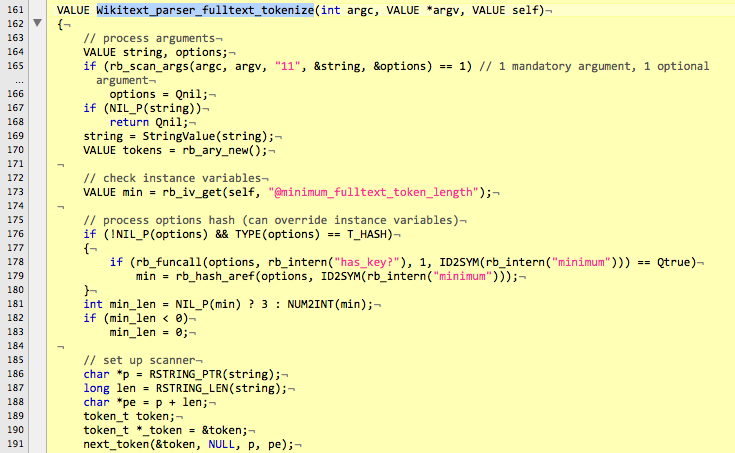 161 VALUE Wikitext_parser_fulltext_tokenize(int argc, VALUE *argv, VALUE self)¬
162 {¬
163 // process arguments¬
164 VALUE string, options;¬
165 if (rb_scan_args(argc, argv, "11", &string, &options) == 1) // 1 mandatory argument, 1 optional
... argument¬
166 options = Qnil;¬
167 if (NIL_P(string))¬
168 return Qnil;¬
169 string = StringValue(string);¬
170 VALUE tokens = rb_ary_new();¬
171 ¬
172 // check instance variables¬
173 VALUE min = rb_iv_get(self, "@minimum_fulltext_token_length");¬
174 ¬
175 // process options hash (can override instance variables)¬
176 if (!NIL_P(options) && TYPE(options) == T_HASH)¬
177 {¬
178 if (rb_funcall(options, rb_intern("has_key?"), 1, ID2SYM(rb_intern("minimum"))) == Qtrue)¬
179 min = rb_hash_aref(options, ID2SYM(rb_intern("minimum")));¬
180 }¬
181 int min_len = NIL_P(min) ? 3 : NUM2INT(min);¬
182 if (min_len < 0)¬
183 min_len = 0;¬
184 ¬
185 // set up scanner¬
186 char *p = RSTRING_PTR(string);¬
187 long len = RSTRING_LEN(string);¬
188 char *pe = p + len;¬
189 token_t token;¬
190 token_t *_token = &token;¬
191 next_token(&token, NULL, p, pe);¬